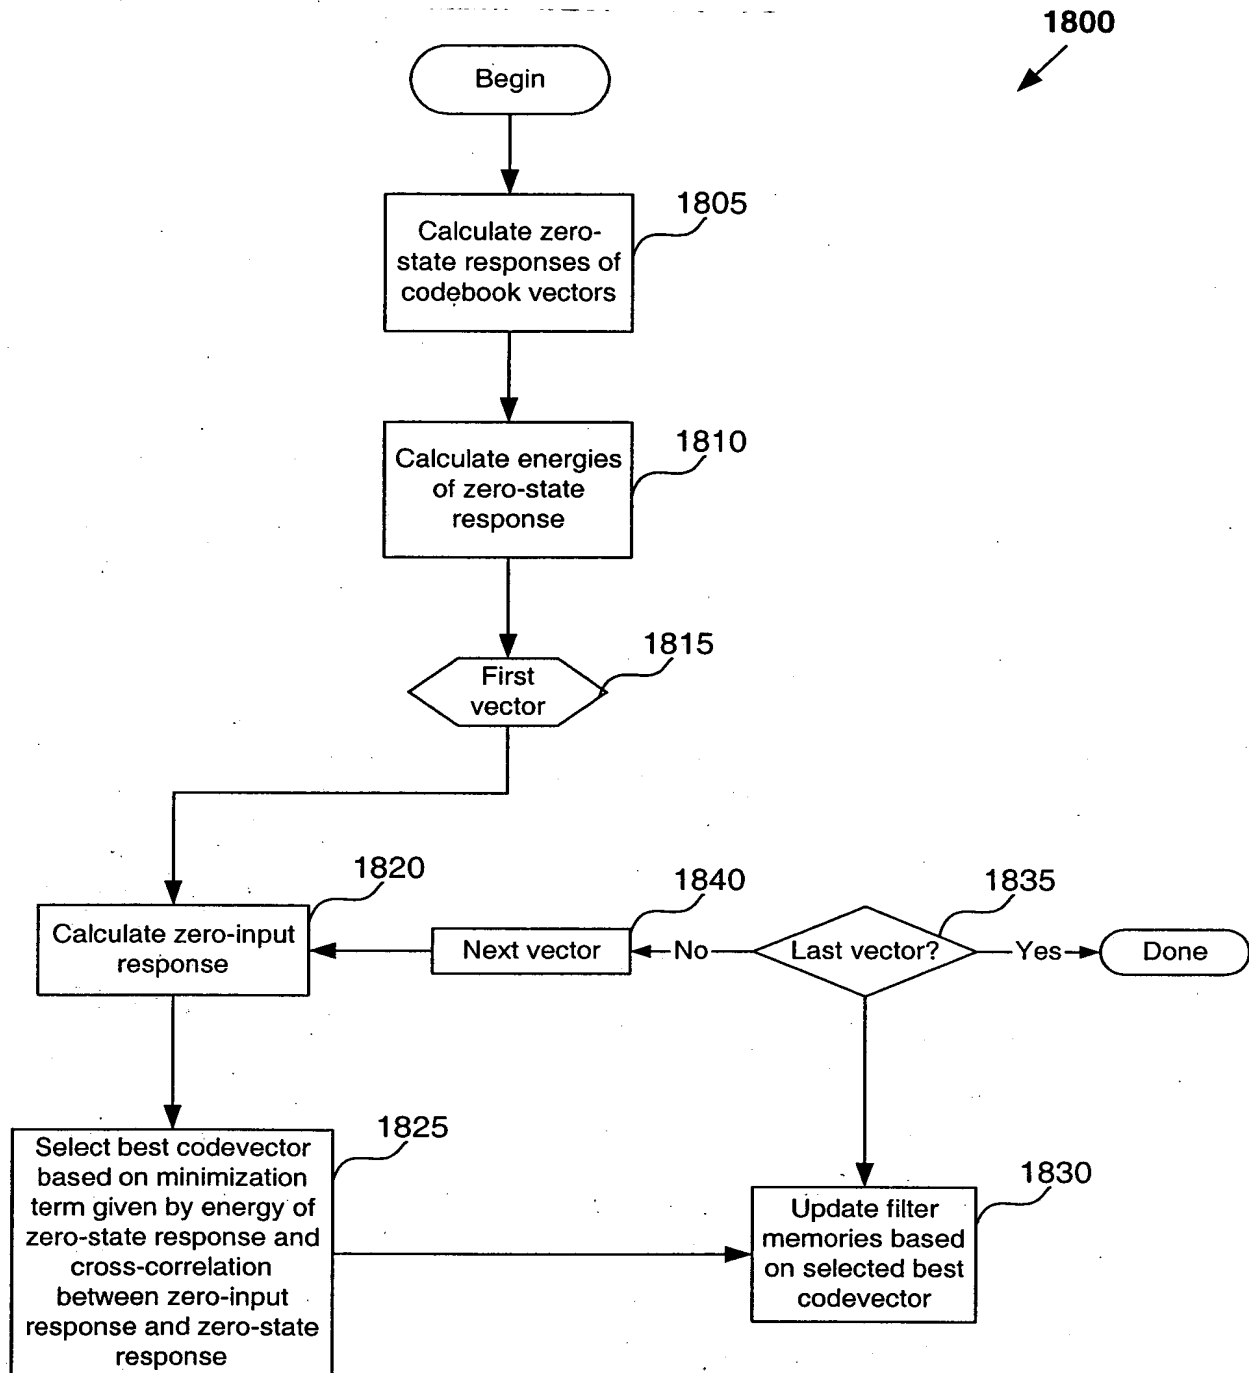 1800
Begin
1805
Calculate zero-
state responses of
codebook vectors
1810
Calculate energies
of zero-state
response
1815
First
vector
1820
Calculate zero-input
response
1840
Next vector
No
1835
Last vector?
Yes
Done
1825
Select best codevector
based on minimization
term given by energy of
zero-state response and
cross-correlation
between zero-input
response and zero-state
response
1830
Update filter
memories based
on selected best
codevector